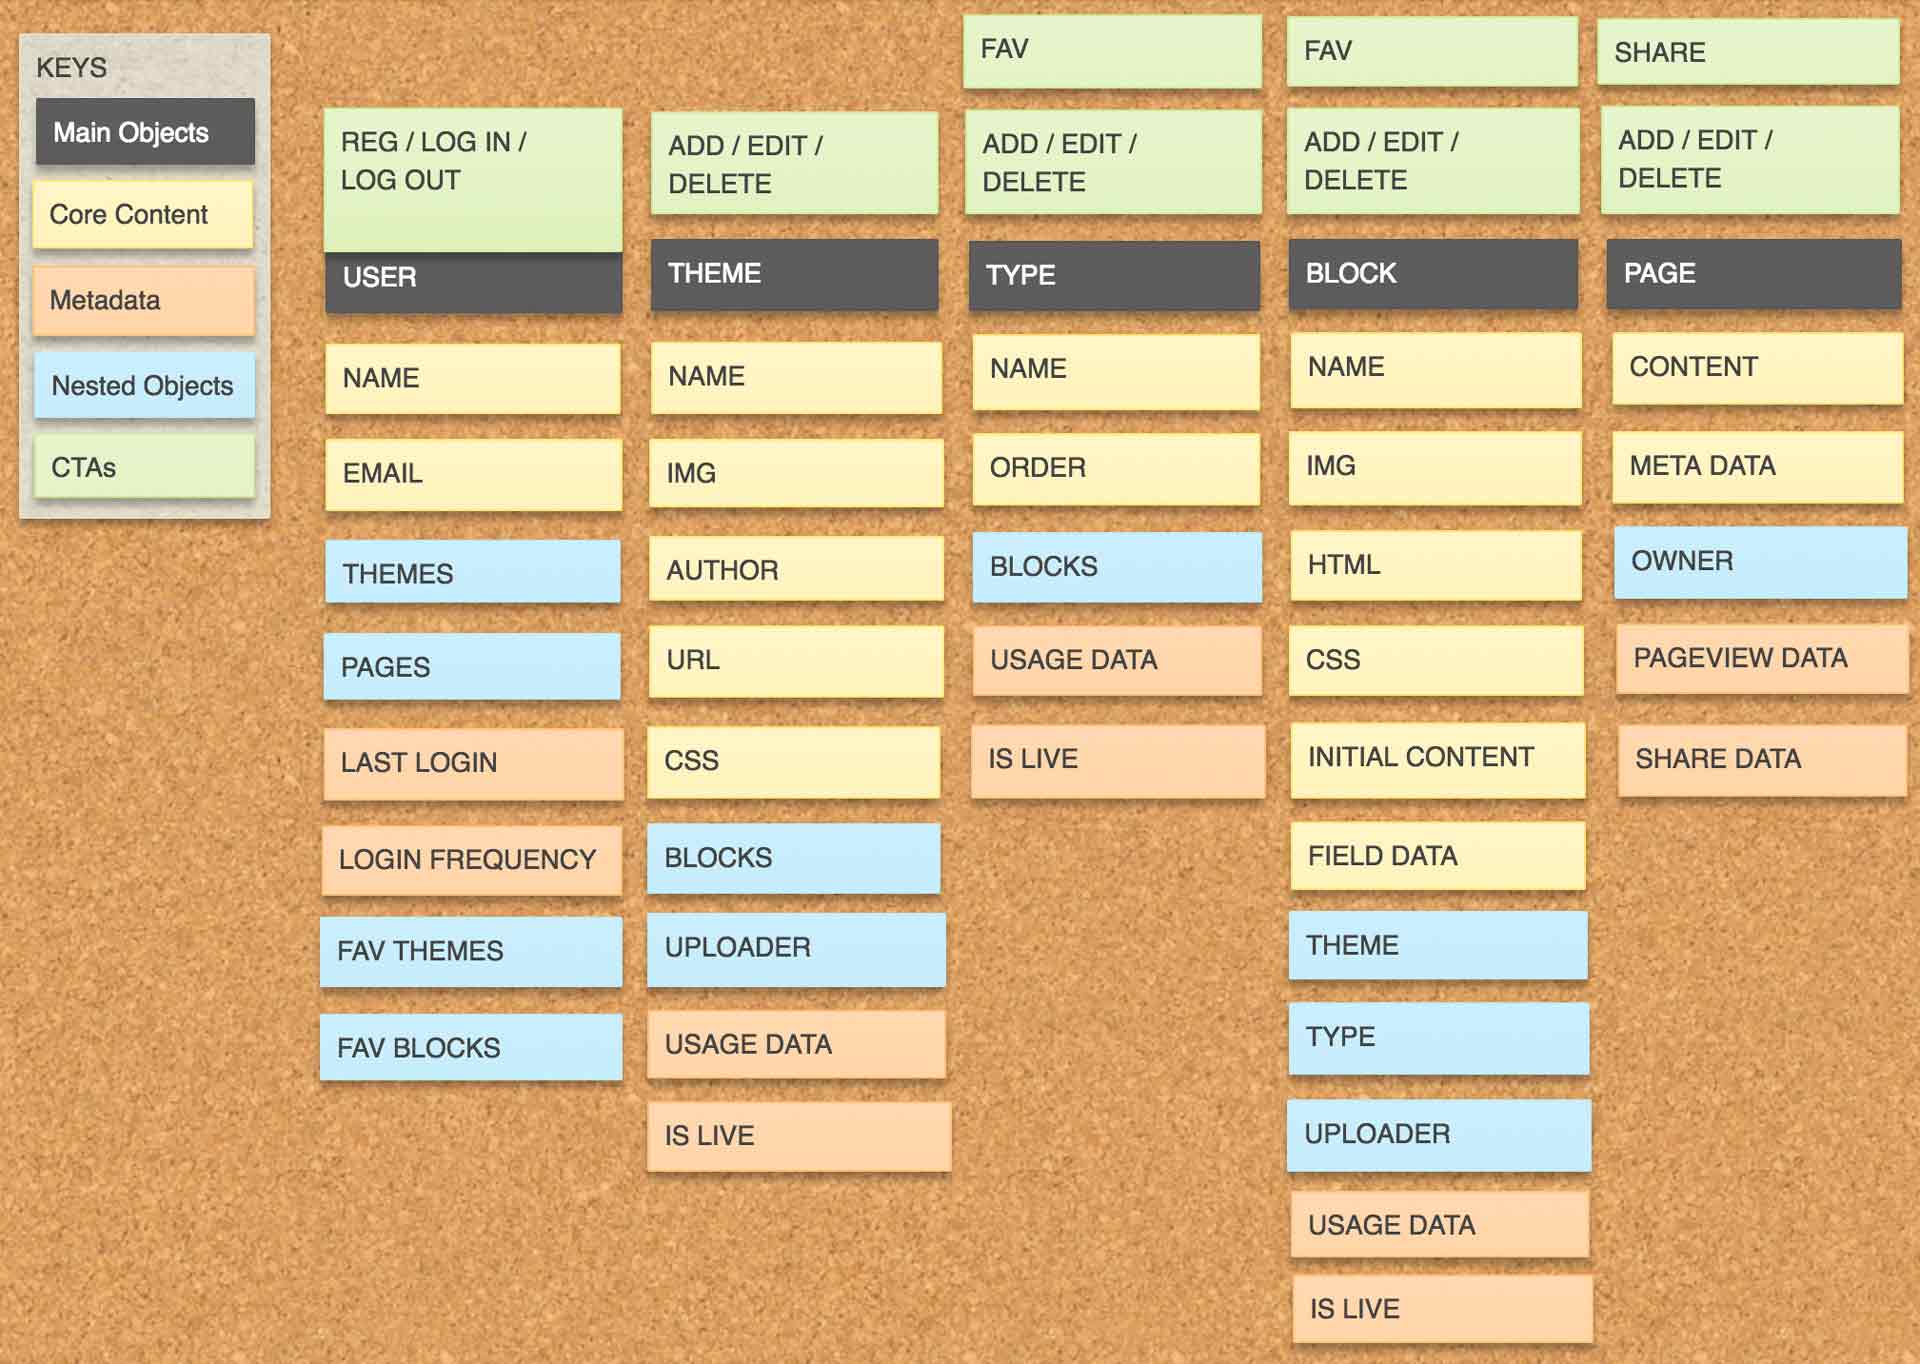 KEYS
Main Objects
Core Content
Metadata
Nested Objects
CTAs
REG / LOG IN /
LOG OUT
USER
NAME
EMAIL
THEMES
PAGES
LAST LOGIN
LOGIN FREQUENCY
FAV THEMES
FAV BLOCKS
ADD / EDIT /
DELETE
THEME
NAME
IMG
AUTHOR
URL
CSS
BLOCKS
UPLOADER
USAGE DATA
IS LIVE
FAV
ADD / EDIT /
DELETE
TYPE
NAME
ORDER
BLOCKS
USAGE DATA
IS LIVE
FAV
ADD / EDIT /
DELETE
BLOCK
NAME
IMG
HTML
CSS
INITIAL CONTENT
FIELD DATA
THEME
TYPE
UPLOADER
USAGE DATA
IS LIVE
SHARE
ADD / EDIT /
DELETE
PAGE
CONTENT
META DATA
OWNER
PAGEVIEW DATA
SHARE DATA